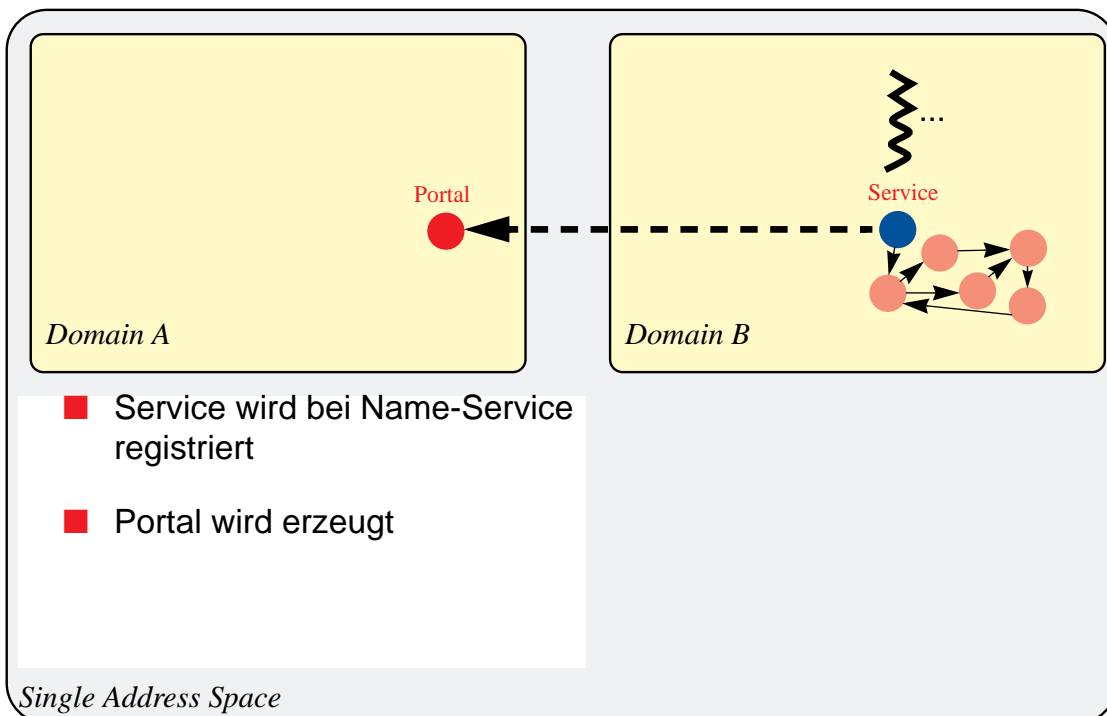 Portal
...
Service
Domain A
Domain B
Service wird bei Name-Service
registriert
Portal wird erzeugt
Single Address Space